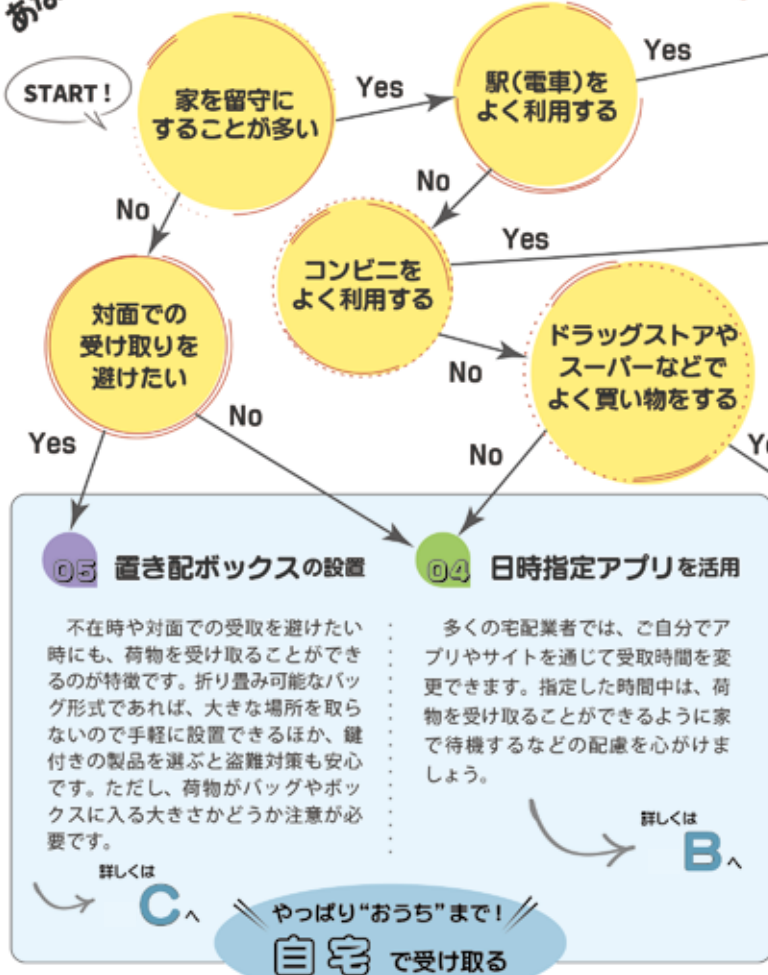 START!
家を留守に
することが多い
Yes
駅(電車)を
よく利用する
Yes
No
No
コンビニを
よく利用する
Yes
対面での
受け取りを
避けたい
ドラッグストアや
スーパーなどで
よく買い物をする
No
Yes
No
No
05 置き配ボックスの設置
不在時や対面での受取を避けたい
時にも、荷物を受け取ることができ
るのが特徴です。折り畳み可能なバッ
グ形式であれば、大きな場所を取ら
ないので手軽に設置できるほか、鍵
付きの製品を選ぶと盗難対策も安心
です。ただし、荷物がバッグやボッ
クスに入る大きさかどうか注意が必
要です。
詳しくは
Cへ
04 日時指定アプリを活用
多くの宅配業者では、ご自分でア
プリやサイトを通じて受取時間を変
更できます。指定した時間中は、荷
物を受け取ることができるように家
で待機するなどの配慮を心がけま
しょう。
詳しくは
Bへ
やっぱり“おうち”まで!
自宅で受け取る